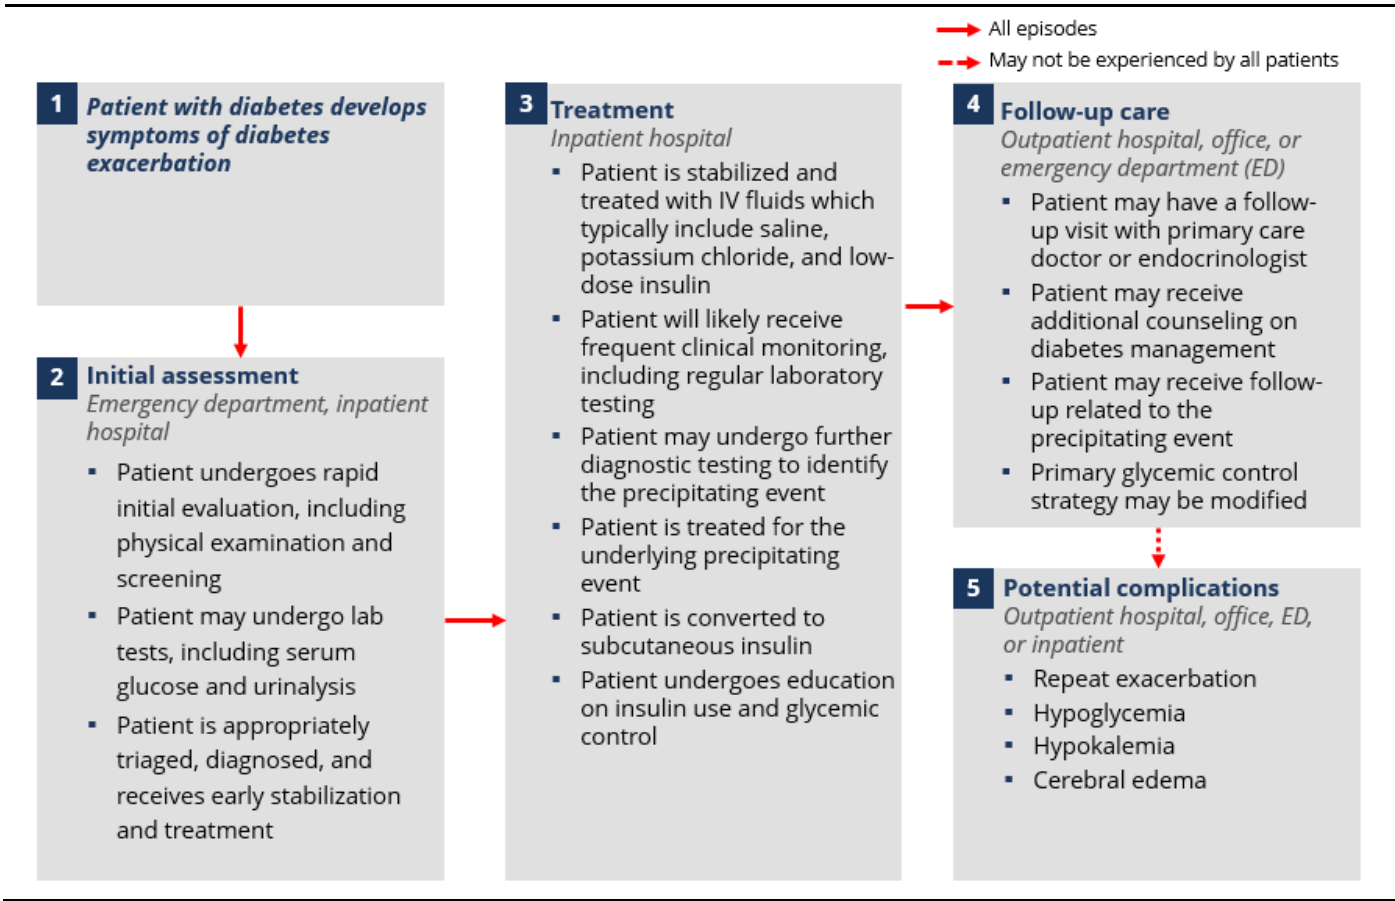 All episodes
May not be experienced by all patients
1
Patient with diabetes develops
symptoms of diabetes
exacerbation
2
Initial assessment
Emergency department, inpatient
hospital
▪ Patient undergoes rapid
initial evaluation, including
physical examination and
screening
▪ Patient may undergo lab
tests, including serum
glucose and urinalysis
▪ Patient is appropriately
triaged, diagnosed, and
receives early stabilization
and treatment
3
Treatment
Inpatient hospital
▪ Patient is stabilized and
treated with IV fluids which
typically include saline,
potassium chloride, and low-
dose insulin
▪ Patient will likely receive
frequent clinical monitoring,
including regular laboratory
testing
▪ Patient may undergo further
diagnostic testing to identify
the precipitating event
▪ Patient is treated for the
underlying precipitating
event
▪ Patient is converted to
subcutaneous insulin
▪ Patient undergoes education
on insulin use and glycemic
control
4
Follow-up care
Outpatient hospital, office, or
emergency department (ED)
▪ Patient may have a follow-
up visit with primary care
doctor or endocrinologist
▪ Patient may receive
additional counseling on
diabetes management
▪ Patient may receive follow-
up related to the
precipitating event
▪ Primary glycemic control
strategy may be modified
5
Potential complications
Outpatient hospital, office, ED,
or inpatient
▪ Repeat exacerbation
▪ Hypoglycemia
▪ Hypokalemia
▪ Cerebral edema